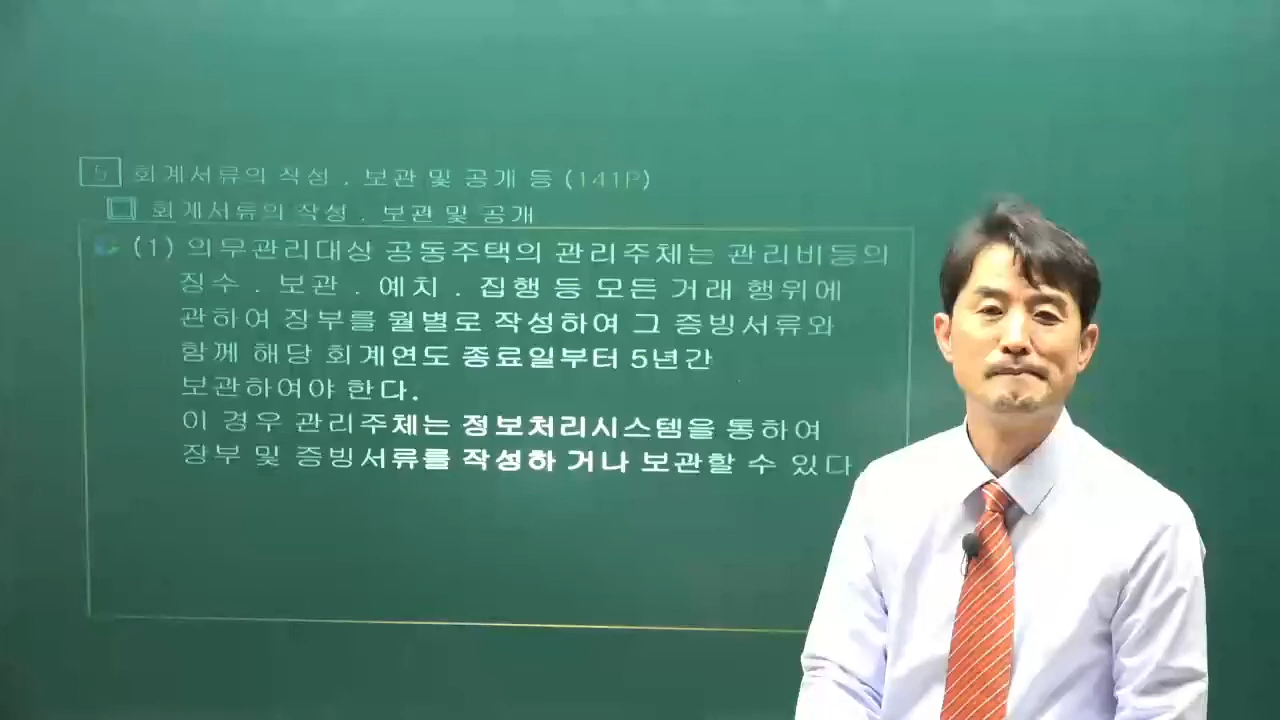 5 회계서류의 작성 . 보관 및 공개 등 (141P)
회계서류의 작성 . 보관 및 공개
(1) 의무관리대상 공동주택의 관리주체는 관리비등의
징수 . 보관 . 예치 . 집행 등 모든 거래 행위에
관하여 장부를 월별로 작성하여 그 증빙서류와
함께 해당 회계연도 종료일부터 5년간
보관하여야 한다.
이 경우 관리주체는 정보처리시스템을 통하여
장부 및 증빙서류를 작성하 거나 보관할 수 있다.